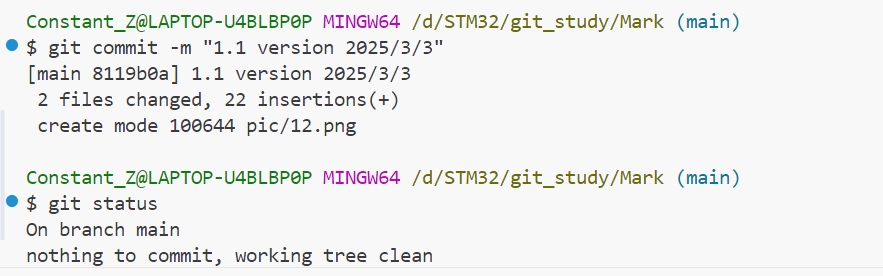 Constant_Z@LAPTOP-U4BLBP0P MINGW64 /d/STM32/git_study/Mark (main)
$ git commit -m "1.1 version 2025/3/3"
[main 8119b0a] 1.1 version 2025/3/3
 2 files changed, 22 insertions(+)
 create mode 100644 pic/12.png
Constant_Z@LAPTOP-U4BLBP0P MINGW64 /d/STM32/git_study/Mark (main)
$ git status
On branch main
nothing to commit, working tree clean